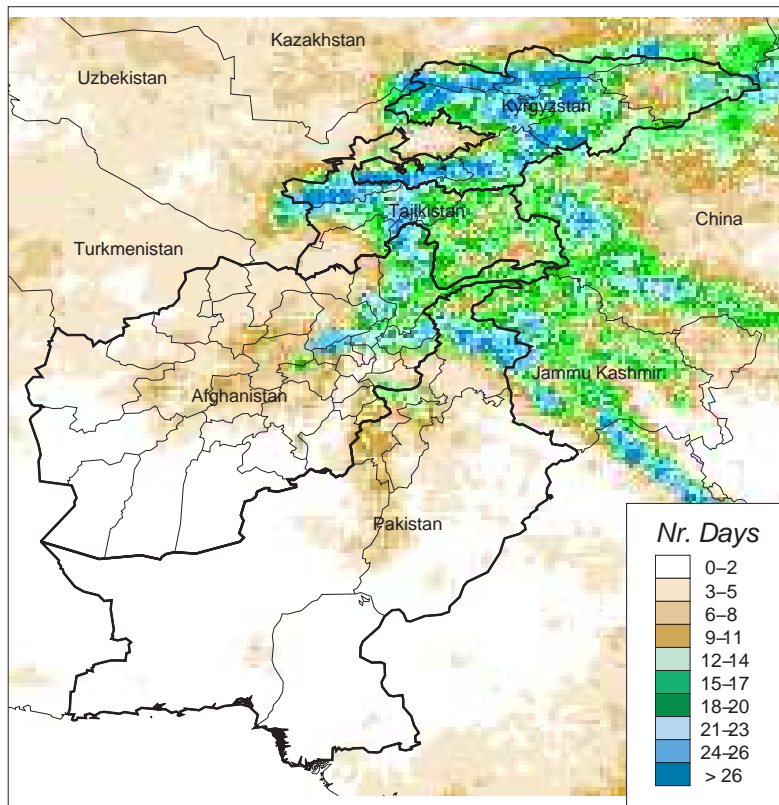 Kazakhstan
Uzbekistan
Kyrgyzstan
Tajikistan
China
Turkmenistan
Jammu Kashmir
Afghanistan
Pakistan
Nr. Days
0–2
3–5
6–8
9–11
12–14
15–17
18–20
21–23
24–26
> 26